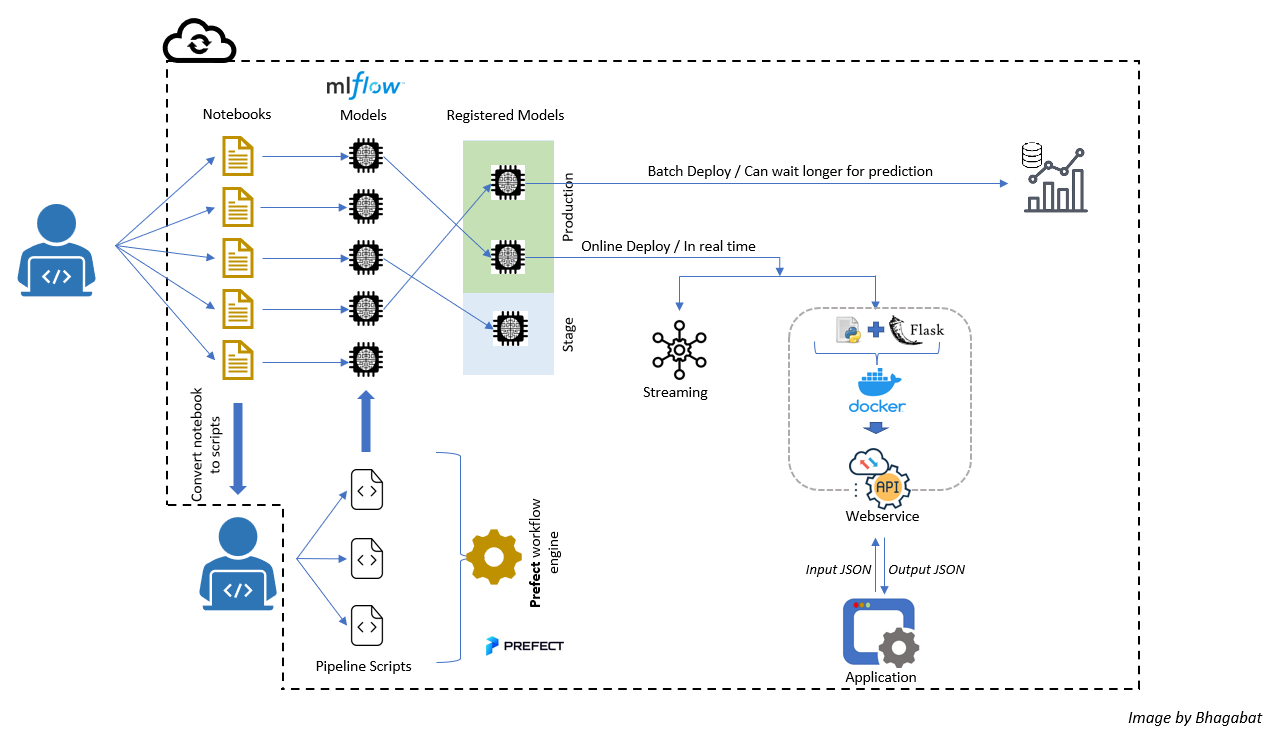 mlflow
Notebooks
Models
Registered Models
Production
Stage
Batch Deploy / Can wait longer for prediction
Online Deploy / In real time
Streaming
Flask
docker
API
Webservice
Input JSON
Output JSON
Application
Convert notebook
to scripts
Pipeline Scripts
Prefect workflow
engine
PREFECT
Image by Bhagabat